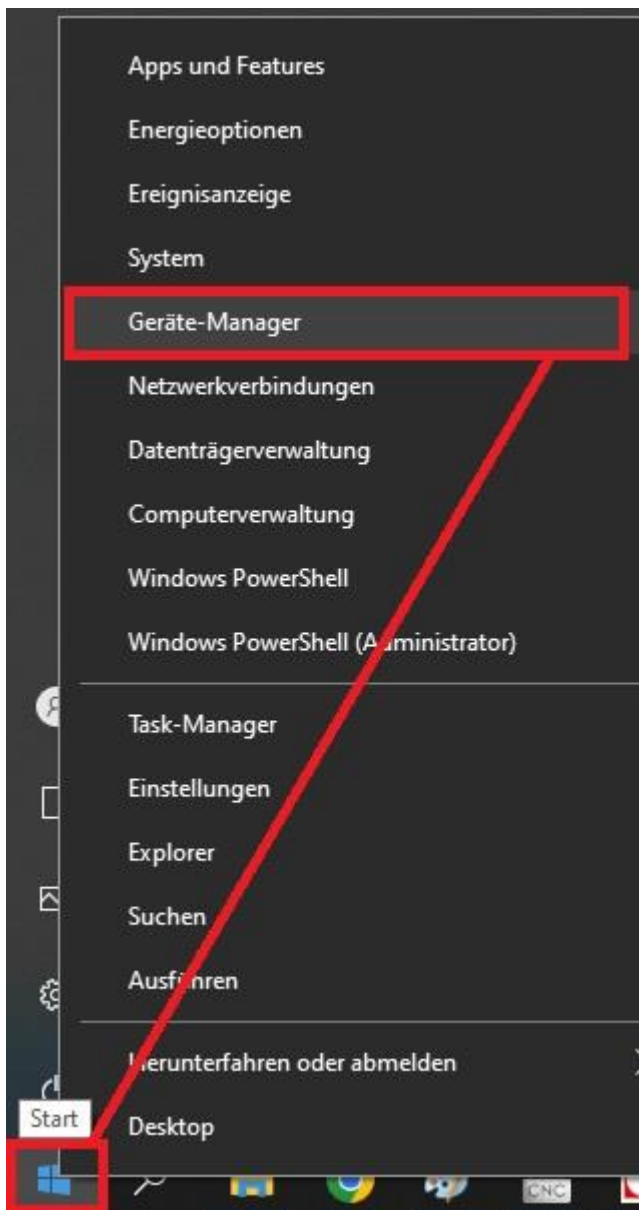 Apps und Features
Energieoptionen
Ereignisanzeige
System
Geräte-Manager
Netzwerkverbindungen
Datenträgerverwaltung
Computerverwaltung
Windows PowerShell
Windows PowerShell (Administrator)
Task-Manager
Einstellungen
Explorer
Suchen
Ausführen
Herunterfahren oder abmelden
Start
Desktop
CNC